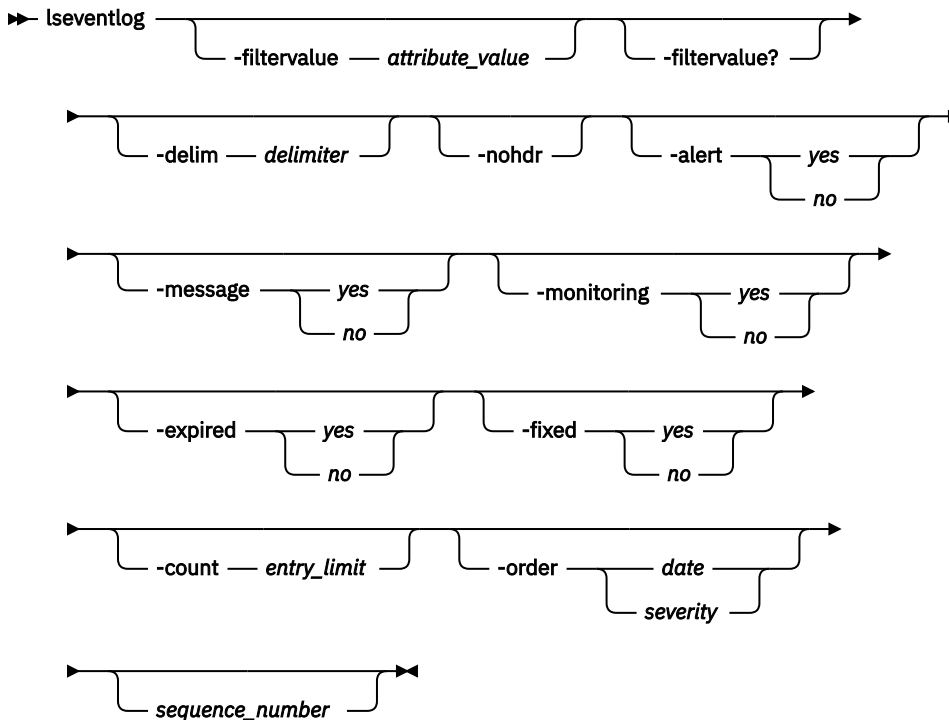 lseventlog
-filtervalue attribute_value -filtervalue?
-delim delimiter -nohdr -alert yes
no
-message yes -monitoring yes
no no
-expired yes -fixed yes
no no
-count entry_limit -order date
severity
sequence_number